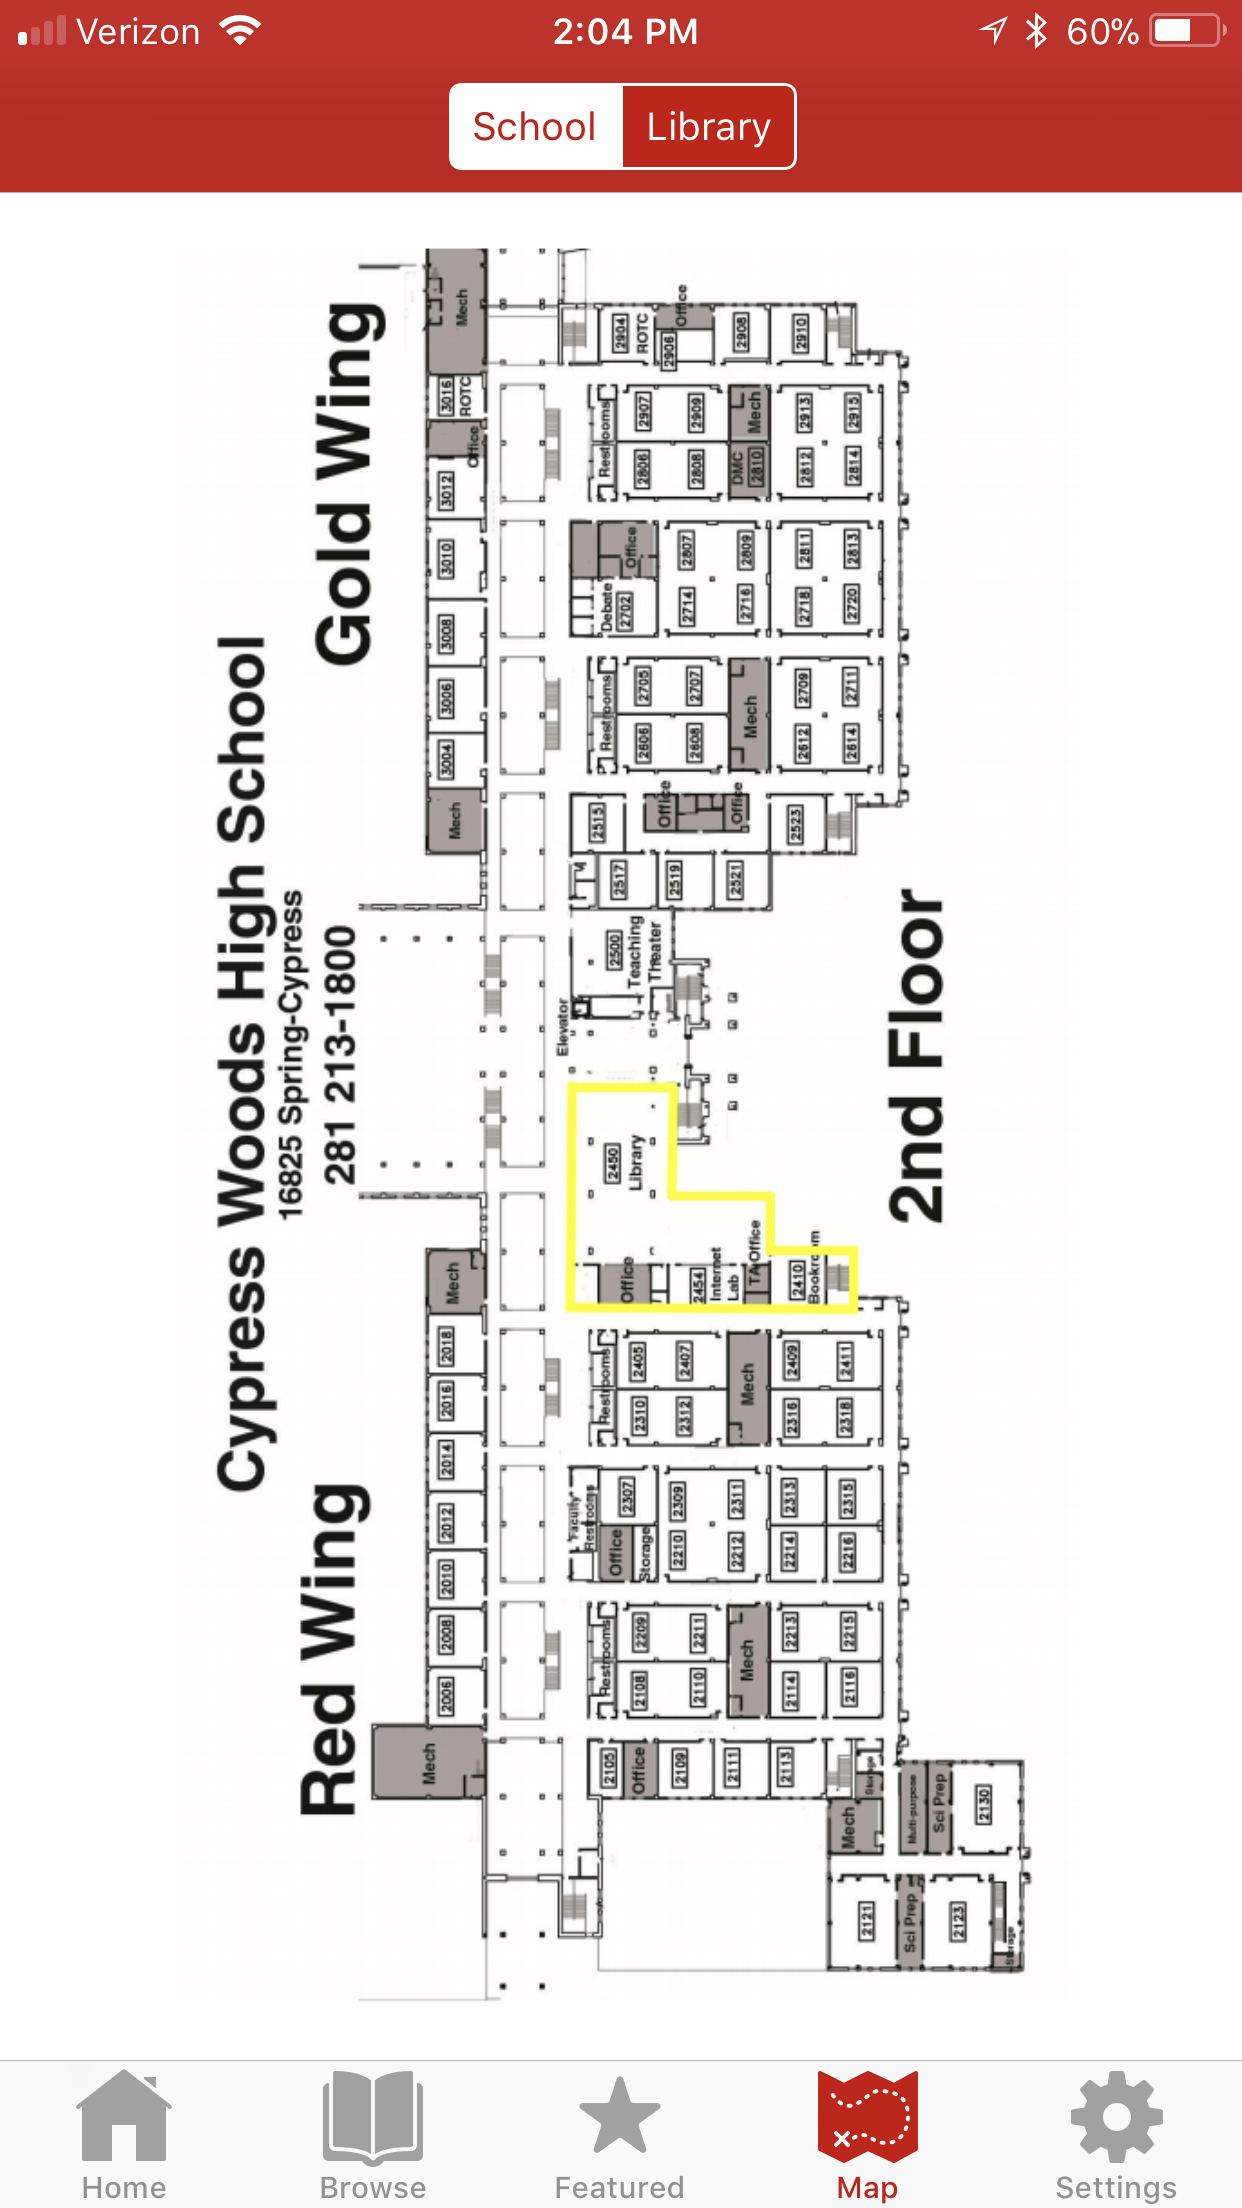 Verizon
2:04 PM
60%
School
Library
Cypress Woods High School
16825 Spring-Cypress
281 213-1800
Red Wing
Gold Wing
2nd Floor
Mech
3016
ROTC
Office
3012
3010
3008
3006
3004
Mech
2904
ROTC
2906
Office
2908
2910
Restrooms
2907
2909
Mech
2913
2915
2806
2808
DMC
2810
2812
2814
Office
Debate
2702
2807
2809
2811
2813
2714
2716
2718
2720
Restrooms
2705
2707
Mech
2709
2711
2606
2608
2612
2614
2515
Office
Office
2523
2517
2519
2521
2500
Teaching
Theater
Elevator
2450
Library
Office
2454
Internet
Lab
TA Office
2410
Bookroom
Mech
2018
2016
2014
2012
2010
2008
2006
Mech
Restrooms
2405
2407
Mech
2409
2411
2310
2312
2316
2318
Faculty
Restrooms
2307
Office
Storage
2309
2311
2313
2315
2210
2212
2214
2216
Restrooms
2209
2211
Mech
2213
2215
2108
2110
2114
2116
2105
Office
2109
2111
2113
Storage
Mech
Multi-purpose
Sci Prep
2130
2121
Sci Prep
2123
Storage
Home
Browse
Featured
Map
Settings